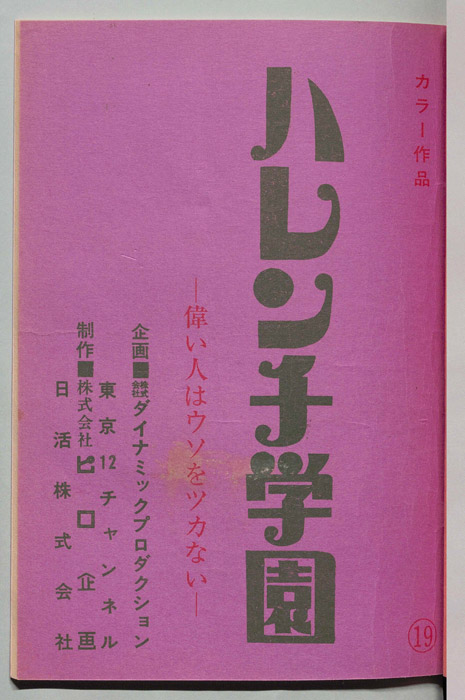 カラー作品
ハレンチ学園
―偉い人はウソをツカない―
企画■株式会社ダイナミックプロダクション
東京12チャンネル
制作■株式会社ピロ企画
日活株式会社
⑲